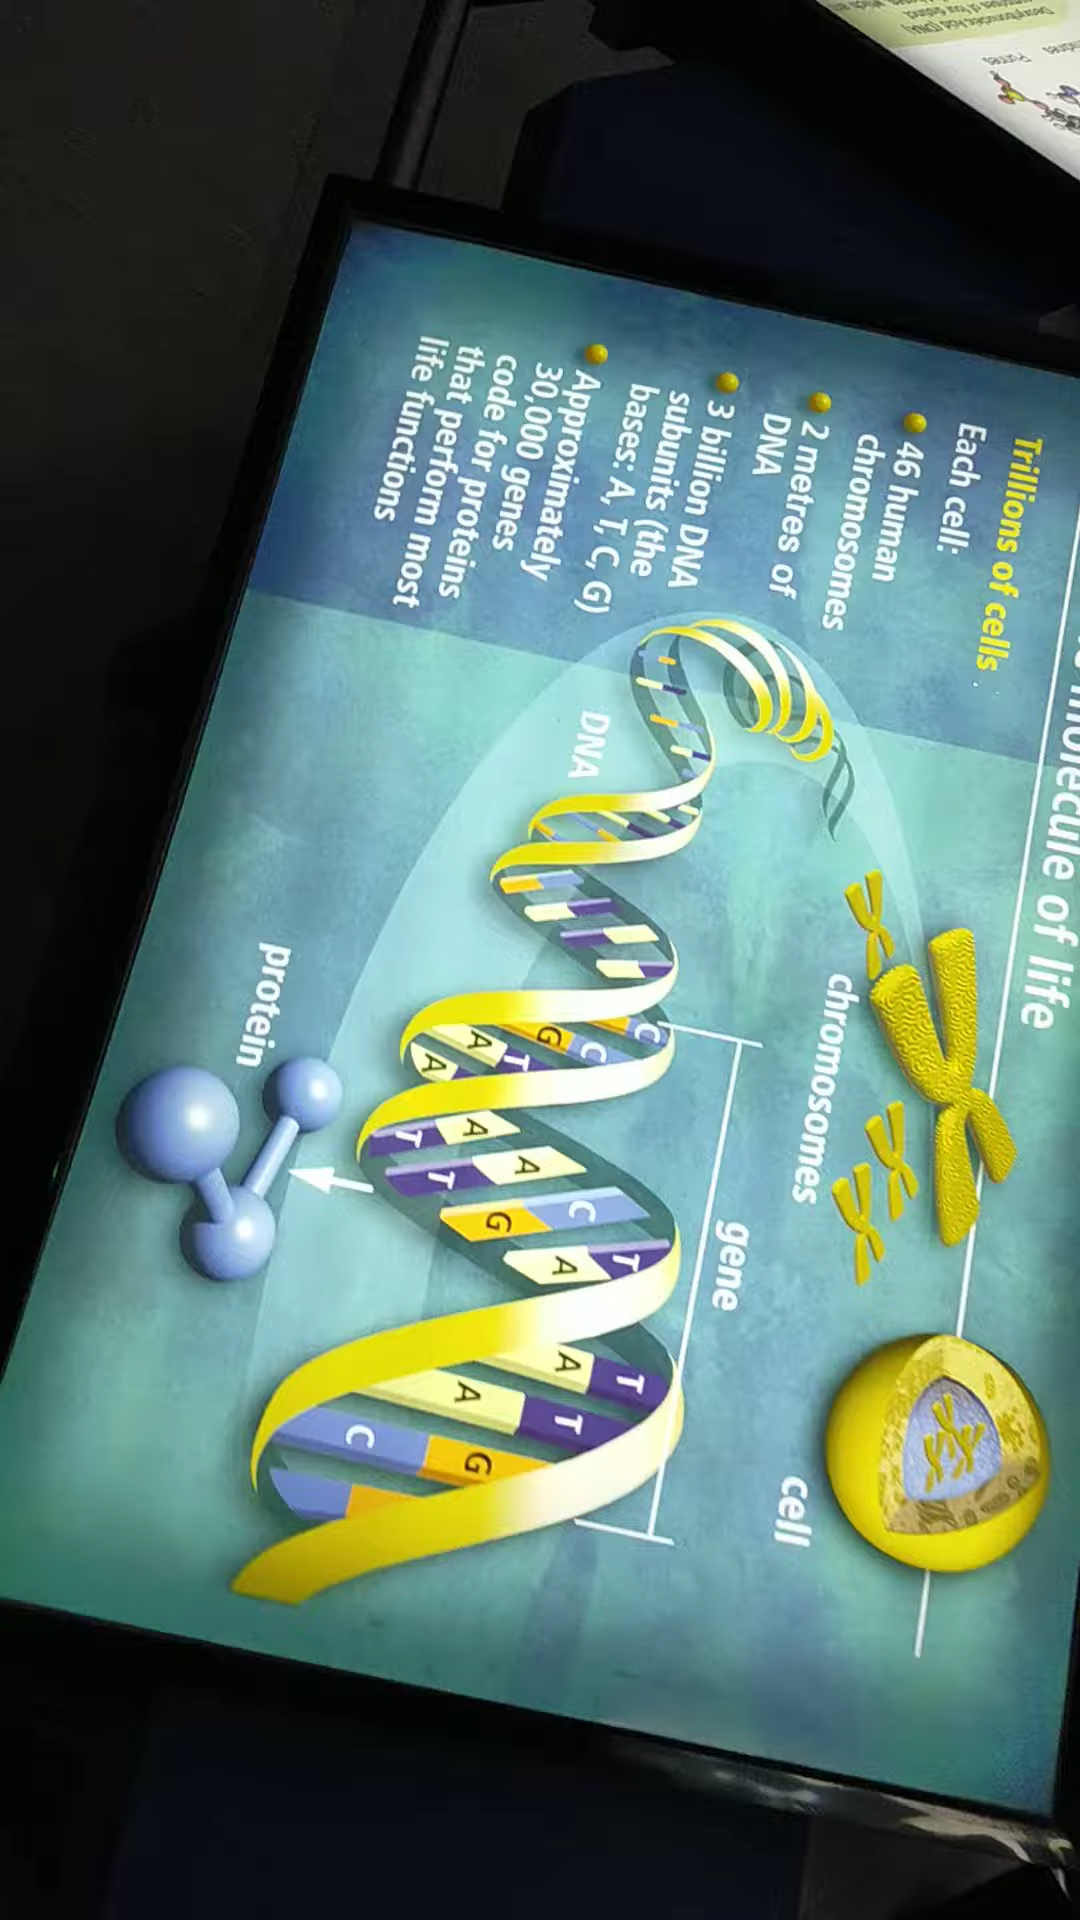 molecule of life
Trillions of cells
Each cell:
46 human
chromosomes
2 metres of
DNA
3 billion DNA
subunits (the
bases: A, T, C, G)
Approximately
30,000 genes
code for proteins
that perform most
life functions
cell
chromosomes
gene
DNA
C
C
G
T
A
A
A
T
A
T
C
G
T
A
T
A
T
A
G
C
protein
Purines